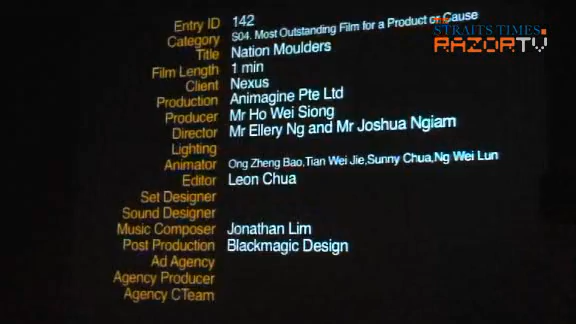 Entry ID 142
Category S04. Most Outstanding Film for a Product or Cause
Title Nation Moulders
Film Length 1 min
Client Nexus
Production Animagine Pte Ltd
Producer Mr Ho Wei Siong
Director Mr Ellery Ng and Mr Joshua Ngiam
Lighting
Animator Ong Zheng Bao,Tian Wei Jie,Sunny Chua,Ng Wei Lun
Editor Leon Chua
Set Designer
Sound Designer
Music Composer Jonathan Lim
Post Production Blackmagic Design
Ad Agency
Agency Producer
Agency CTeam
THE STRAITS TIMES
RAZORTV